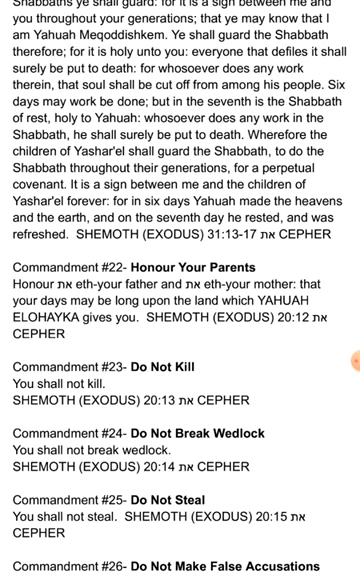 Shabbaths ye shall guard: for it is a sign between me and
you throughout your generations; that ye may know that I
am Yahuah Meqoddishkem. Ye shall guard the Shabbath
therefore; for it is holy unto you: everyone that defiles it shall
surely be put to death: for whosoever does any work
therein, that soul shall be cut off from among his people. Six
days may work be done; but in the seventh is the Shabbath
of rest, holy to Yahuah: whosoever does any work in the
Shabbath, he shall surely be put to death. Wherefore the
children of Yashar'el shall guard the Shabbath, to do the
Shabbath throughout their generations, for a perpetual
covenant. It is a sign between me and the children of
Yashar'el forever: for in six days Yahuah made the heavens
and the earth, and on the seventh day he rested, and was
refreshed. SHEMOTH (EXODUS) 31:13-17 את CEPHER
Commandment #22- Honour Your Parents
Honour את eth-your father and את eth-your mother: that
your days may be long upon the land which YAHUAH
ELOHAYKA gives you. SHEMOTH (EXODUS) 20:12 את
CEPHER
Commandment #23- Do Not Kill
You shall not kill.
SHEMOTH (EXODUS) 20:13 את CEPHER
Commandment #24- Do Not Break Wedlock
You shall not break wedlock.
SHEMOTH (EXODUS) 20:14 את CEPHER
Commandment #25- Do Not Steal
You shall not steal. SHEMOTH (EXODUS) 20:15 את
CEPHER
Commandment #26- Do Not Make False Accusations